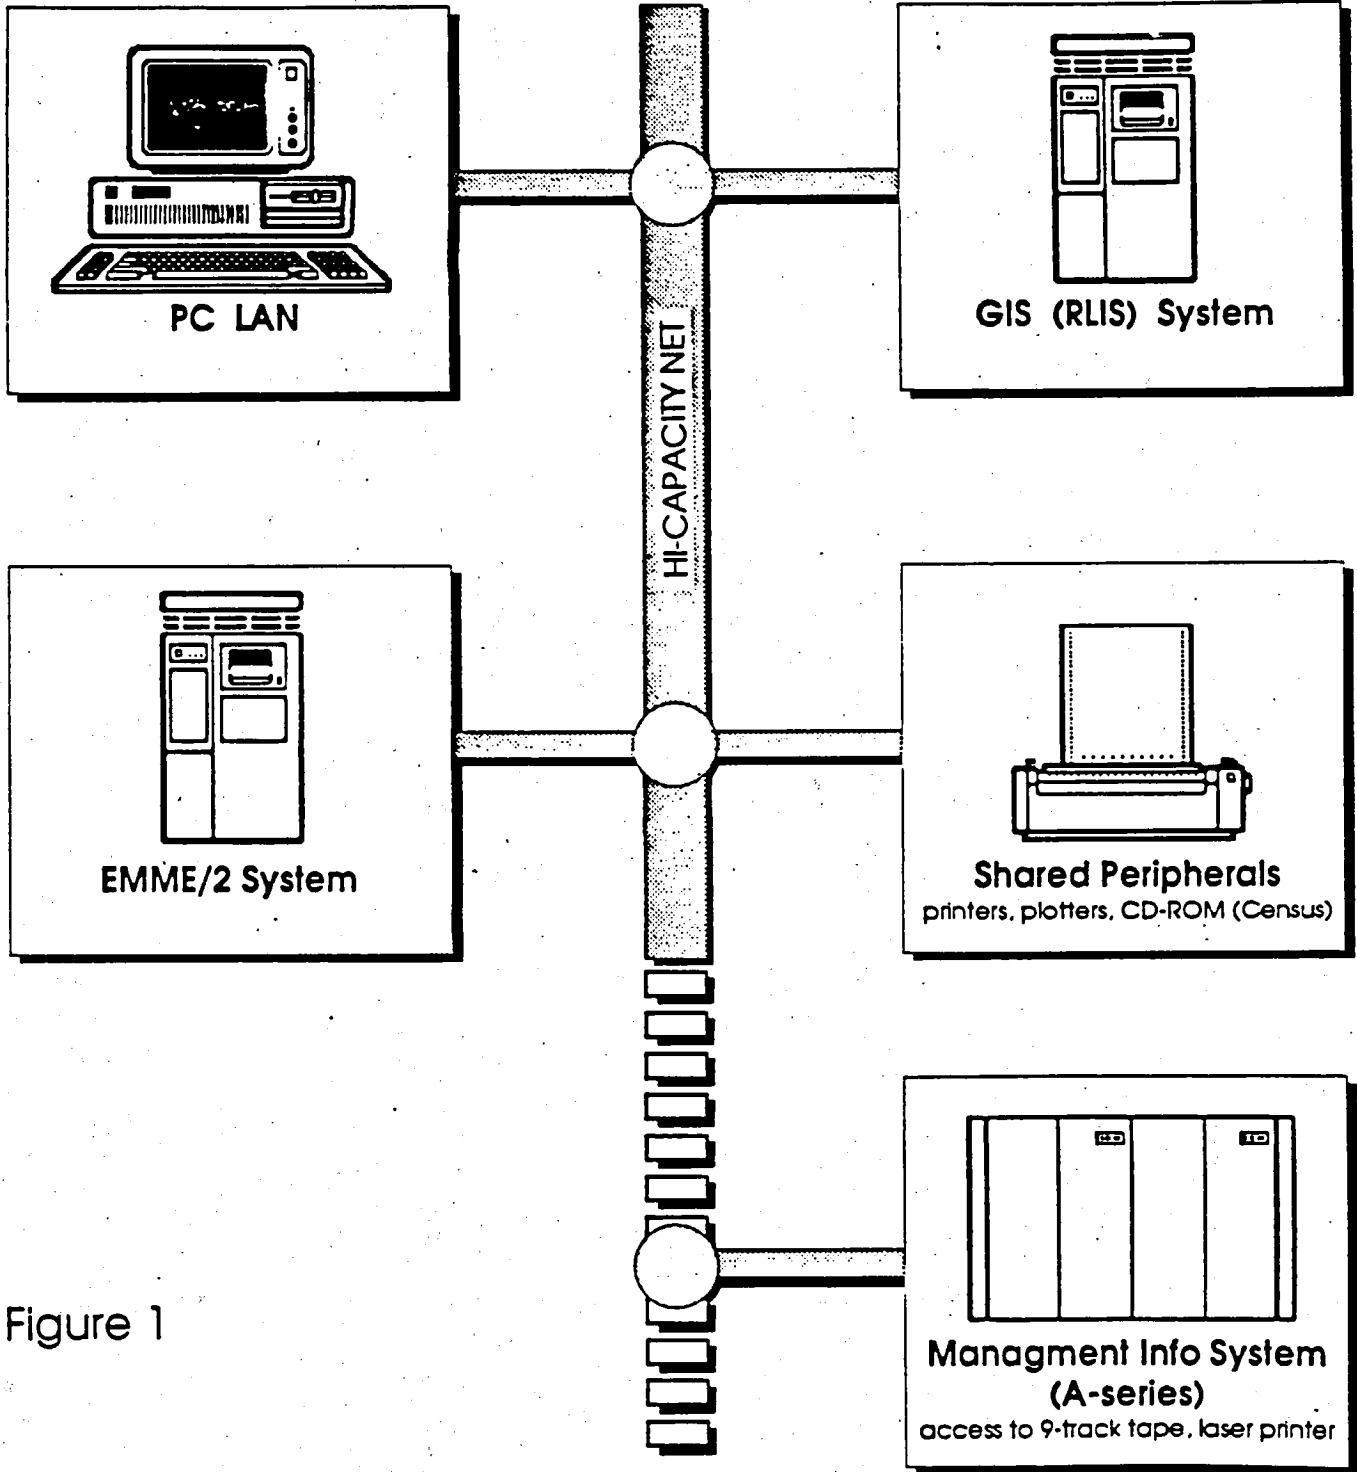 PC LAN
GIS (RLIS) System
HI-CAPACITY NET
EMME/2 System
Shared Peripherals
printers, plotters, CD-ROM (Census)
Figure 1
Managment Info System
(A-series)
access to 9-track tape, laser printer